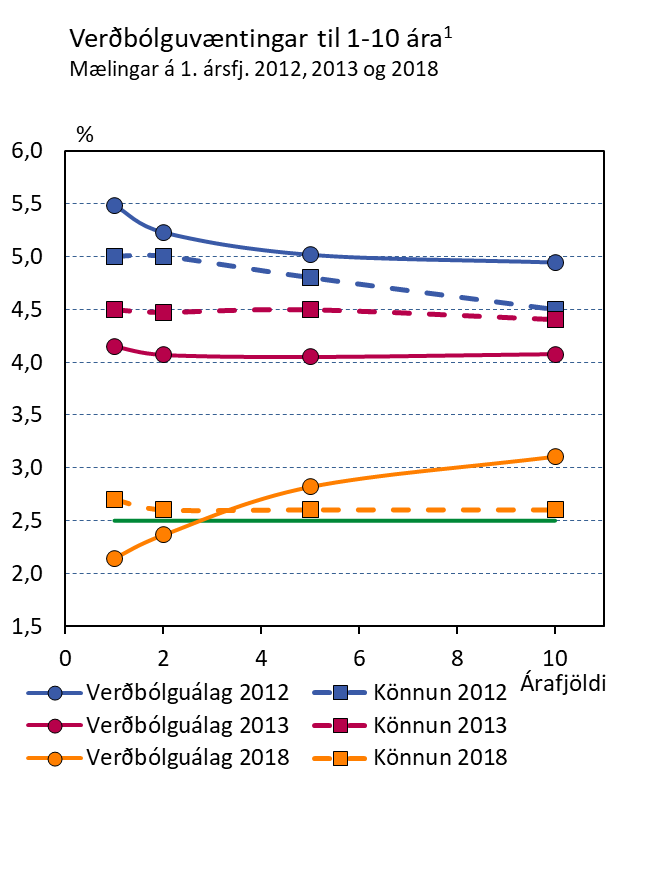 Verðbólguvæntingar til 1-10 ára¹
Mælingar á 1. ársfj. 2012, 2013 og 2018
%
6,0
5,5
5,0
4,5
4,0
3,5
3,0
2,5
2,0
1,5
0 2 4 6 8 10
Árafjöldi
Verðbólguálag 2012 Könnun 2012
Verðbólguálag 2013 Könnun 2013
Verðbólguálag 2018 Könnun 2018